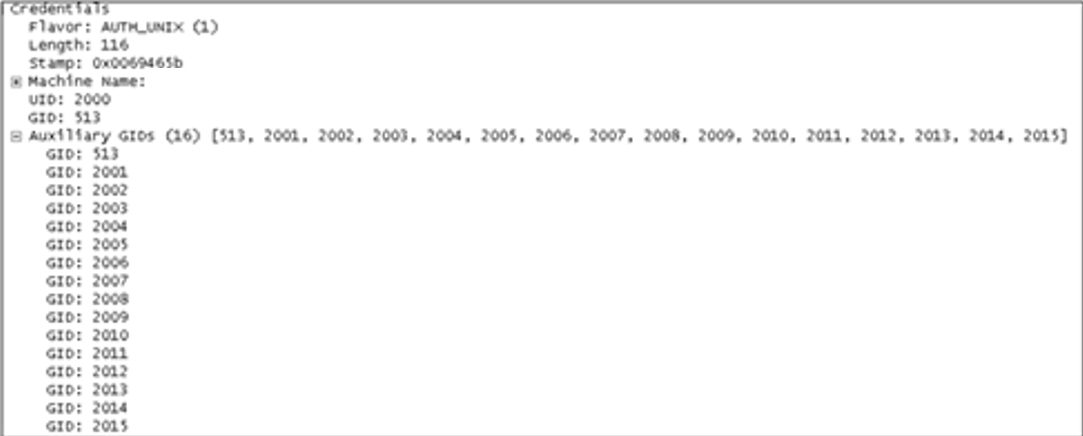 Credentials
Flavor: AUTH_UNIX (1)
Length: 116
Stamp: 0x0069465b
Machine Name:
UID: 2000
GID: 513
Auxiliary GIDs (16) [513, 2001, 2002, 2003, 2004, 2005, 2006, 2007, 2008, 2009, 2010, 2011, 2012, 2013, 2014, 2015]
GID: 513
GID: 2001
GID: 2002
GID: 2003
GID: 2004
GID: 2005
GID: 2006
GID: 2007
GID: 2008
GID: 2009
GID: 2010
GID: 2011
GID: 2012
GID: 2013
GID: 2014
GID: 2015